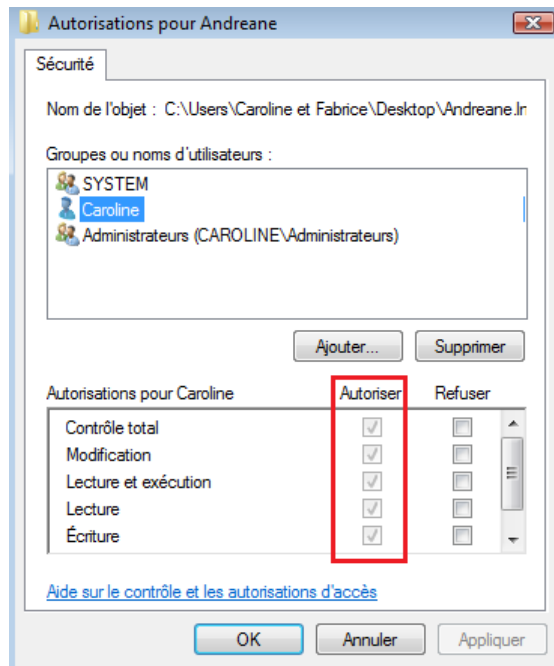 Autorisations pour Andreane
Sécurité
Nom de l'objet : C:\Users\Caroline et Fabrice\Desktop\Andreane.ln
Groupes ou noms d'utilisateurs :
SYSTEM
Caroline
Administrateurs (CAROLINE\Administrateurs)
Ajouter... Supprimer
Autorisations pour Caroline Autoriser Refuser
Contrôle total
Modification
Lecture et exécution
Lecture
Écriture
Aide sur le contrôle et les autorisations d'accès
OK Annuler Appliquer